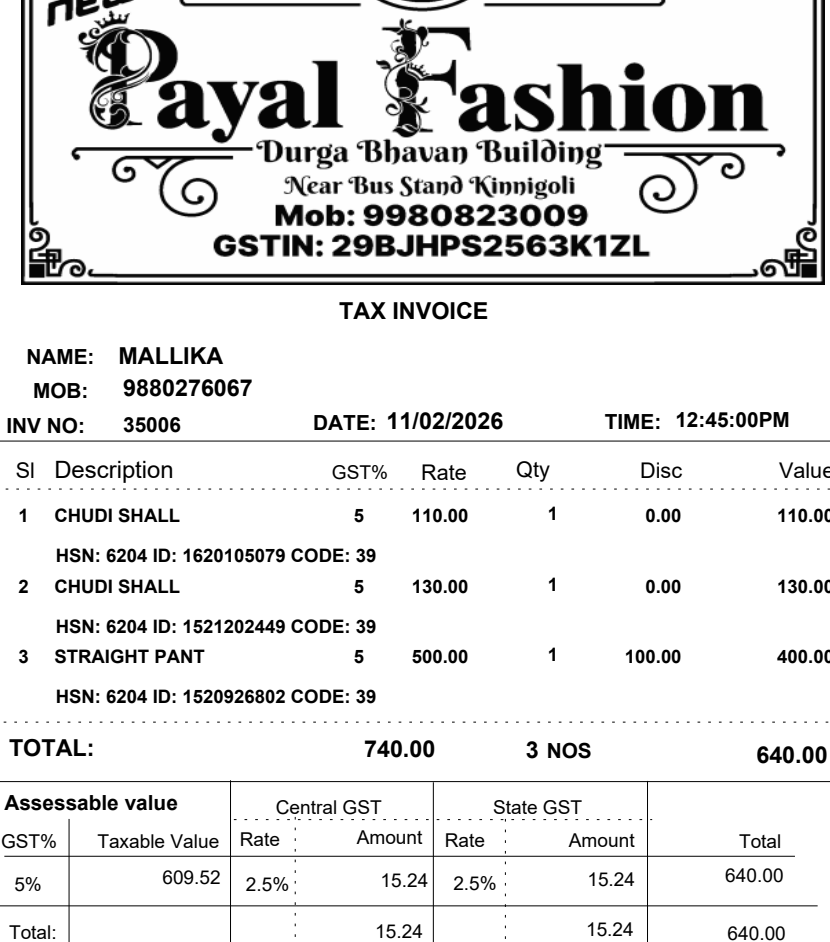 new
Payal Fashion
Durga Bhavan Building
Near Bus Stand Kinnigoli
Mob: 9980823009
GSTIN: 29BJHPS2563K1ZL
TAX INVOICE
NAME: MALLIKA
MOB: 9880276067
INV NO: 35006 DATE: 11/02/2026 TIME: 12:45:00PM
Sl Description GST% Rate Qty Disc Value
1 CHUDI SHALL 5 110.00 1 0.00 110.00
HSN: 6204 ID: 1620105079 CODE: 39
2 CHUDI SHALL 5 130.00 1 0.00 130.00
HSN: 6204 ID: 1521202449 CODE: 39
3 STRAIGHT PANT 5 500.00 1 100.00 400.00
HSN: 6204 ID: 1520926802 CODE: 39
TOTAL: 740.00 3 NOS 640.00
Assessable value Central GST State GST
GST% Taxable Value Rate Amount Rate Amount Total
5% 609.52 2.5% 15.24 2.5% 15.24 640.00
Total: 15.24 15.24 640.00